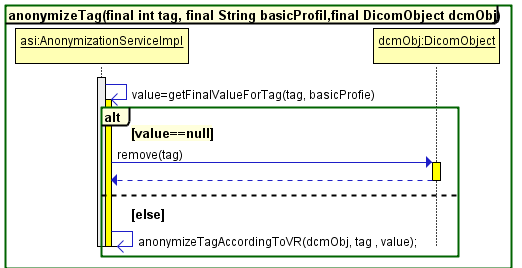 anonymizeTag(final int tag, final String basicProfil,final DicomObject dcmObj)
asi:AnonymizationServiceImpl
dcmObj:DicomObject
value=getFinalValueForTag(tag, basicProfie)
alt
[value==null]
remove(tag)
[else]
anonymizeTagAccordingToVR(dcmObj, tag , value);